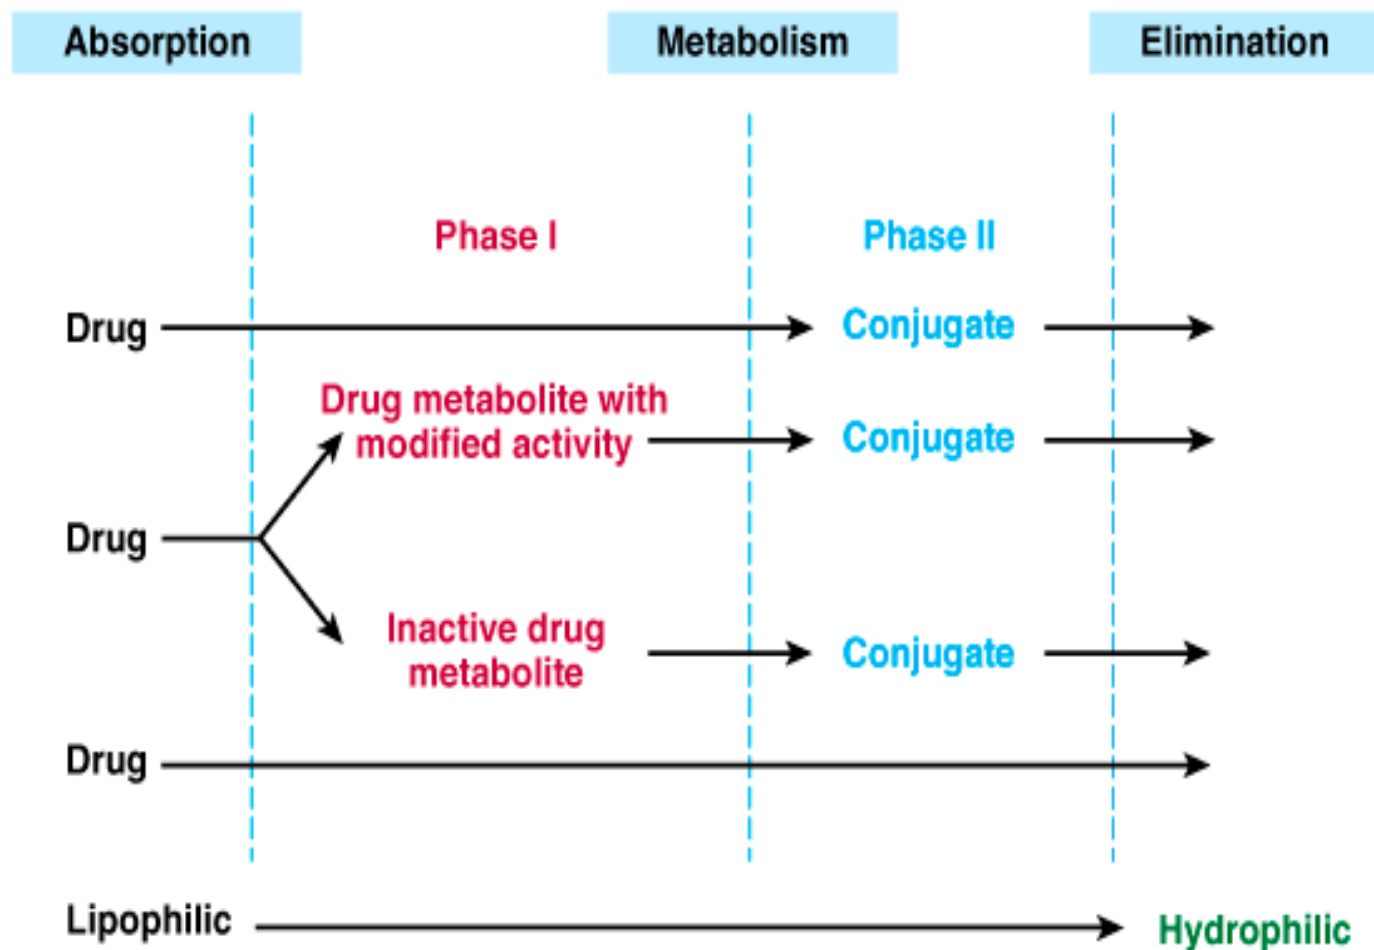 Absorption
Metabolism
Elimination
Phase I
Phase II
Drug
Conjugate
Drug metabolite with
modified activity
Conjugate
Drug
Inactive drug
metabolite
Conjugate
Drug
Lipophilic
Hydrophilic